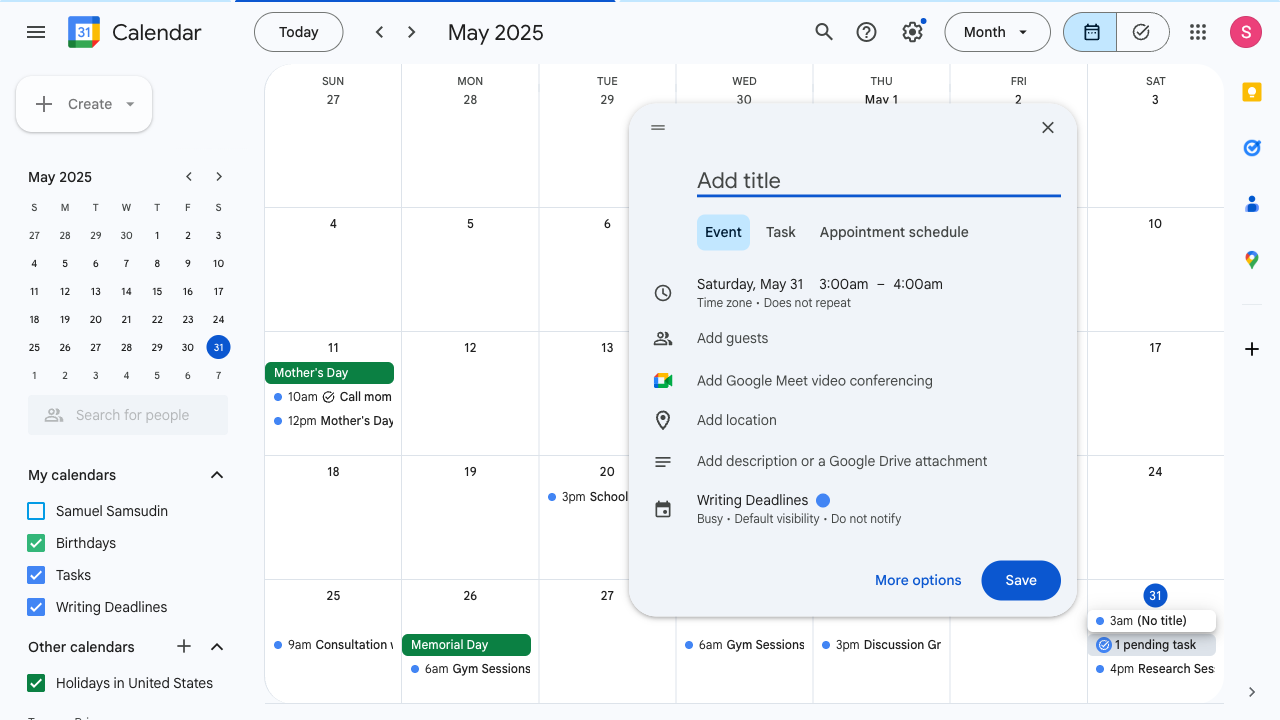 31 Calendar
Today
May 2025
Month
S
Create
May 2025
S M T W T F S
27 28 29 30 1 2 3
4 5 6 7 8 9 10
11 12 13 14 15 16 17
18 19 20 21 22 23 24
25 26 27 28 29 30 31
1 2 3 4 5 6 7
Search for people
My calendars
Samuel Samsudin
Birthdays
Tasks
Writing Deadlines
Other calendars
Holidays in United States
SUN MON TUE WED THU FRI SAT
27 28 29 30 May 1 2 3
4 5 6 10
11 12 13 17
Mother's Day
10am Call mom
12pm Mother's Day
18 19 20 24
3pm School
25 26 27 31
9am Consultation
Memorial Day
6am Gym Sessions
6am Gym Sessions
3pm Discussion Gr
3am (No title)
1 pending task
4pm Research Ses
Add title
Event Task Appointment schedule
Saturday, May 31 3:00am – 4:00am
Time zone • Does not repeat
Add guests
Add Google Meet video conferencing
Add location
Add description or a Google Drive attachment
Writing Deadlines
Busy • Default visibility • Do not notify
More options
Save